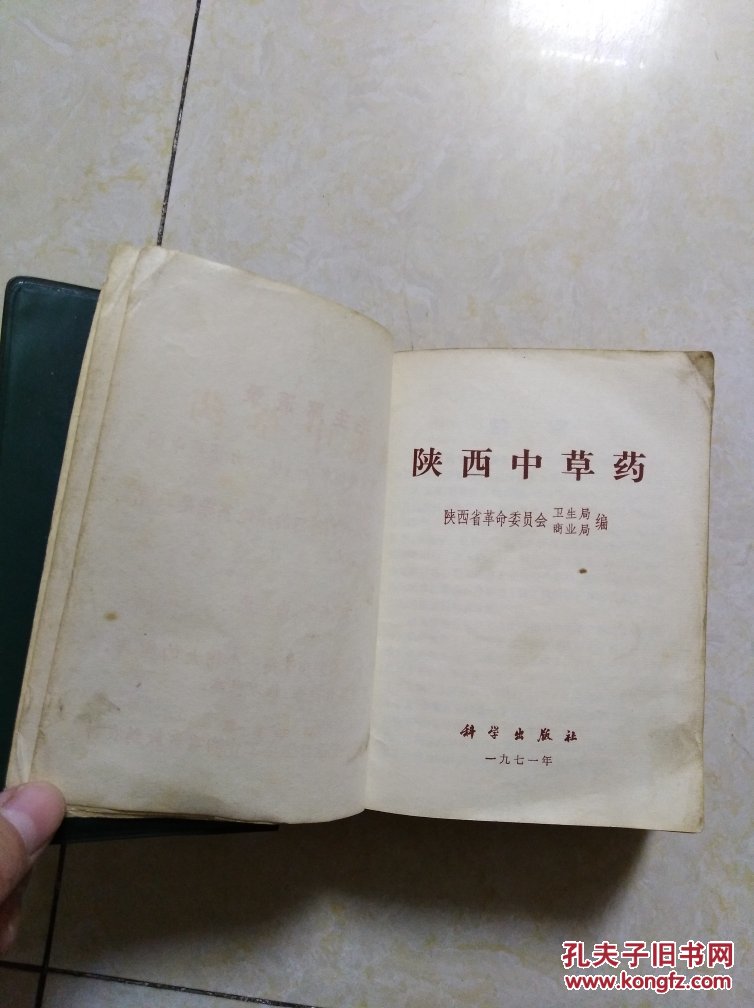 陕西中草药
陕西省革命委员会 卫生局 商业局 编
科学出版社
一九七一年
孔夫子旧书网
www.kongfz.com